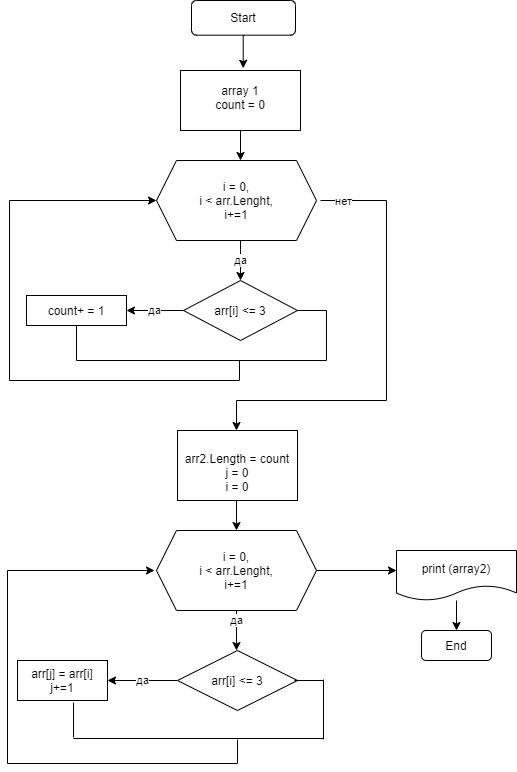 Start
array 1
count = 0
i = 0,
i < arr.Lenght,
i+=1
нет
да
arr[i] <= 3
да
count+ = 1
arr2.Length = count
j = 0
i = 0
i = 0,
i < arr.Lenght,
i+=1
print (array2)
да
End
arr[i] <= 3
да
arr[j] = arr[i]
j+=1